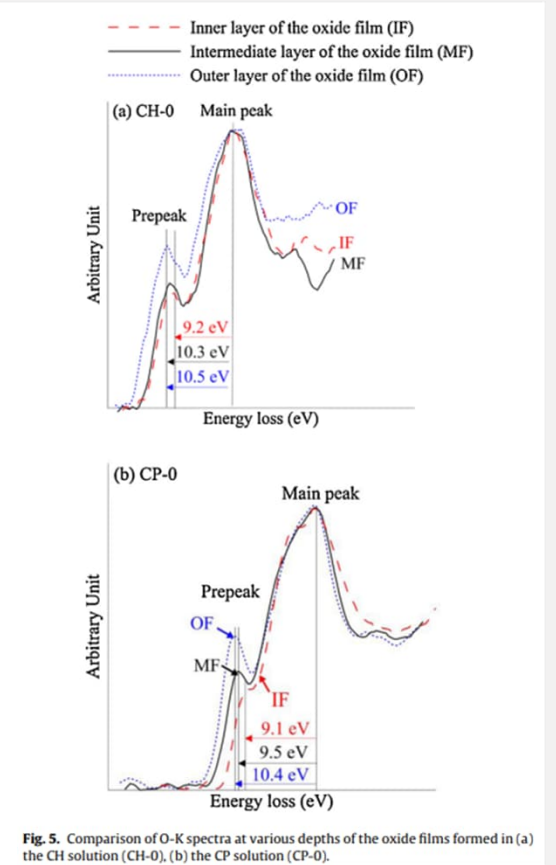 Inner layer of the oxide film (IF)
Intermediate layer of the oxide film (MF)
Outer layer of the oxide film (OF)
(a) CH-0
Main peak
Prepeak
OF
IF
MF
9.2 eV
10.3 eV
10.5 eV
Arbitrary Unit
Energy loss (eV)
(b) CP-0
Main peak
Prepeak
OF
MF
IF
9.1 eV
9.5 eV
10.4 eV
Arbitrary Unit
Energy loss (eV)
Fig. 5. Comparison of O-K spectra at various depths of the oxide films formed in (a)
the CH solution (CH-0), (b) the CP solution (CP-0).